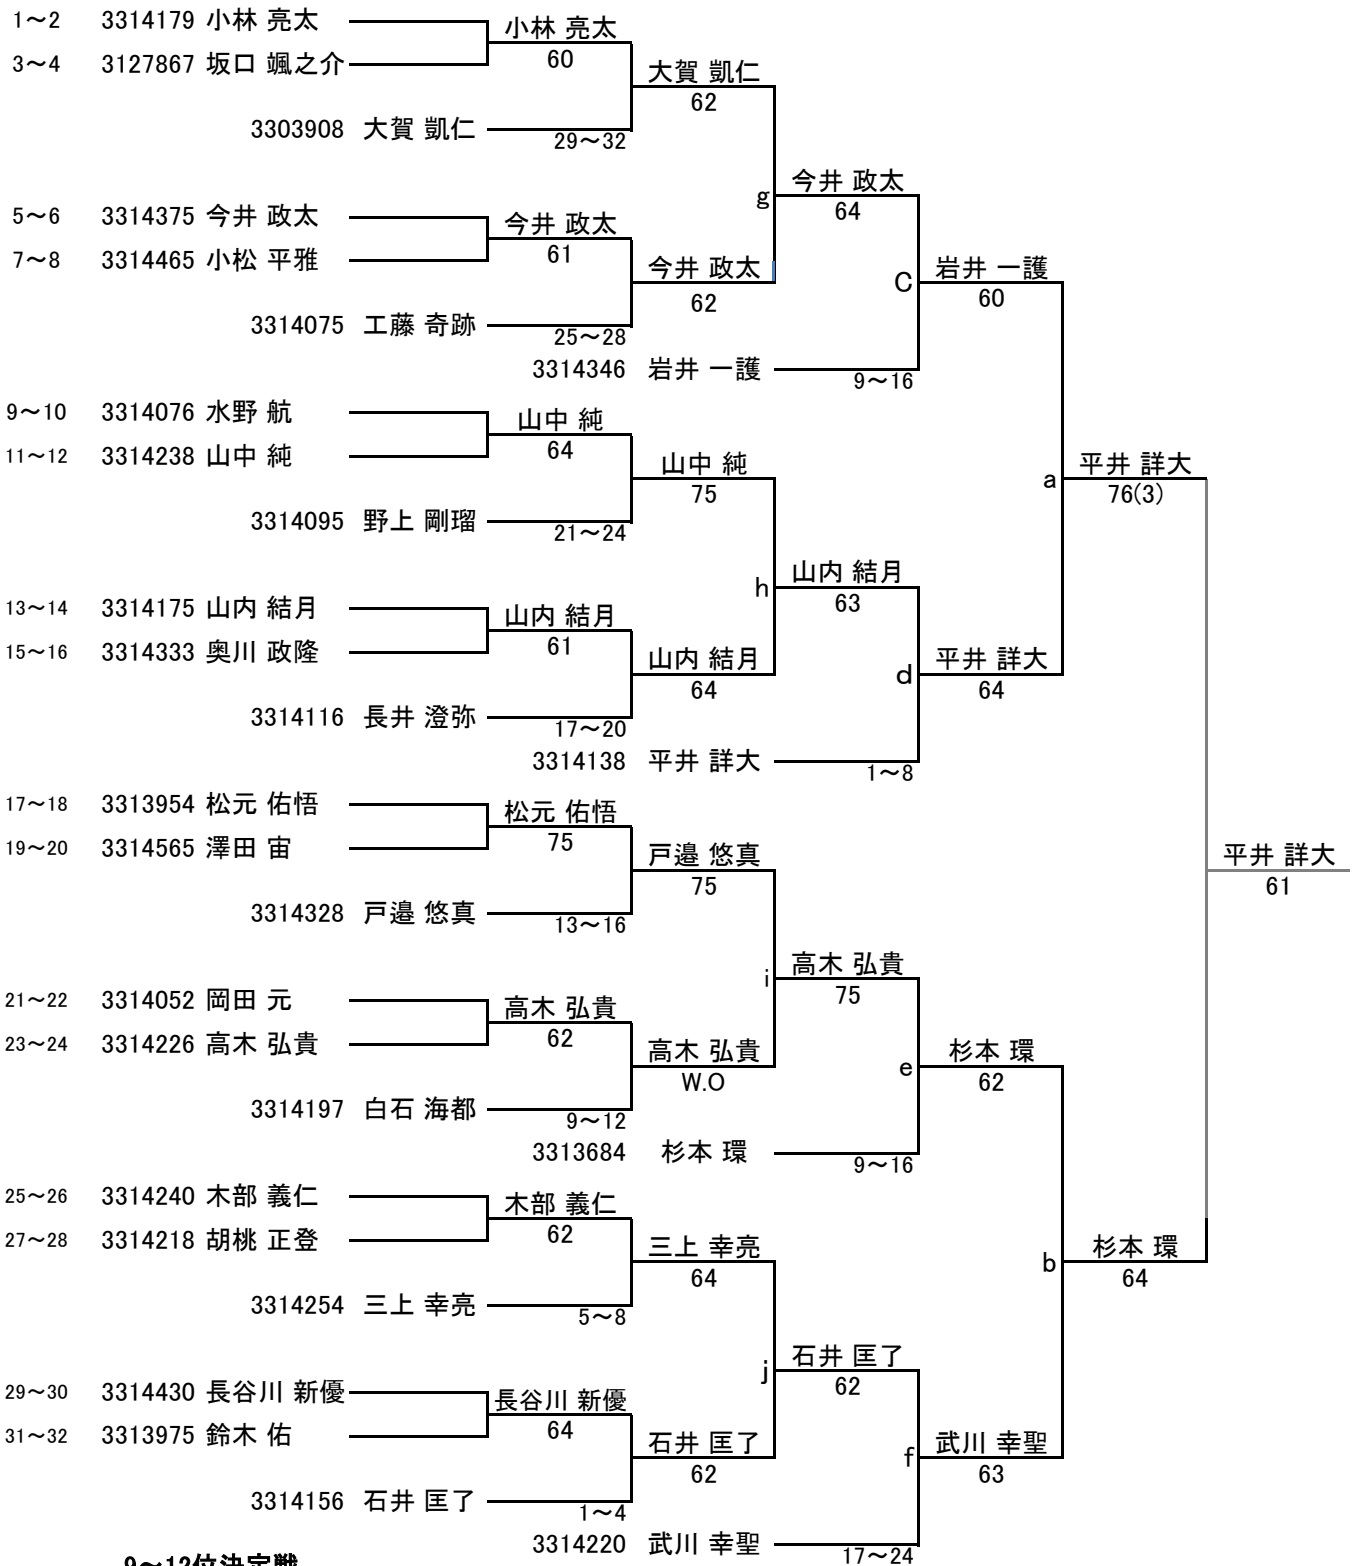 1～2 3314179 小林 亮太
小林 亮太
60
3～4 3127867 坂口 颯之介
大賀 凱仁
62
3303908 大賀 凱仁
29～32
今井 政太
g
64
5～6 3314375 今井 政太
今井 政太
61
7～8 3314465 小松 平雅
今井 政太
62
C
岩井 一護
60
3314075 工藤 奇跡
25～28
3314346 岩井 一護
9～16
9～10 3314076 水野 航
山中 純
64
11～12 3314238 山中 純
山中 純
75
a
平井 詳大
76(3)
3314095 野上 剛瑠
21～24
h
山内 結月
63
13～14 3314175 山内 結月
山内 結月
61
15～16 3314333 奥川 政隆
山内 結月
64
d
平井 詳大
64
3314116 長井 澄弥
17～20
3314138 平井 詳大
1～8
17～18 3313954 松元 佑悟
松元 佑悟
75
19～20 3314565 澤田 宙
戸邉 悠真
75
平井 詳大
61
3314328 戸邉 悠真
13～16
i
高木 弘貴
75
21～22 3314052 岡田 元
高木 弘貴
62
23～24 3314226 高木 弘貴
高木 弘貴
W.O
e
杉本 環
62
3314197 白石 海都
9～12
3313684 杉本 環
9～16
25～26 3314240 木部 義仁
木部 義仁
62
27～28 3314218 胡桃 正登
三上 幸亮
64
b
杉本 環
64
3314254 三上 幸亮
5～8
j
石井 匡了
62
29～30 3314430 長谷川 新優
長谷川 新優
64
31～32 3313975 鈴木 佑
石井 匡了
62
f
武川 幸聖
63
3314156 石井 匡了
1～4
3314220 武川 幸聖
17～24
9～12位決定戦